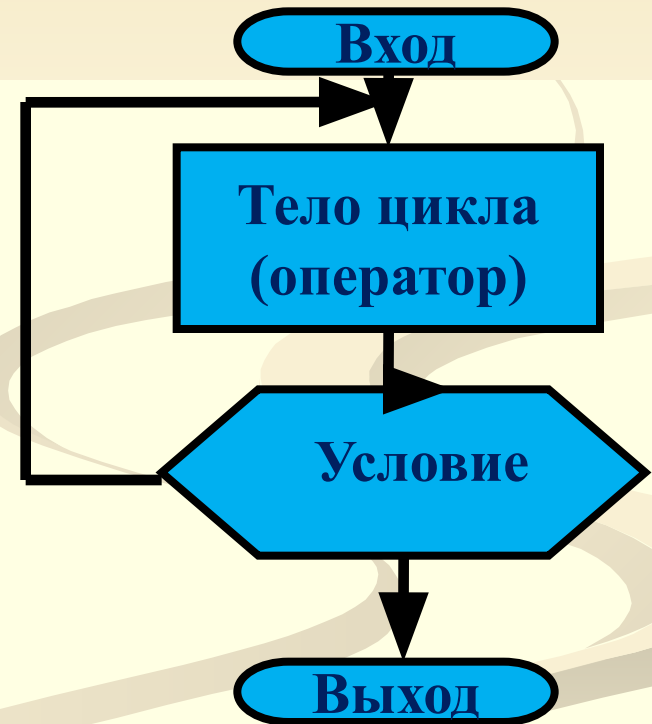 Вход
Тело цикла
(оператор)
Условие
Выход